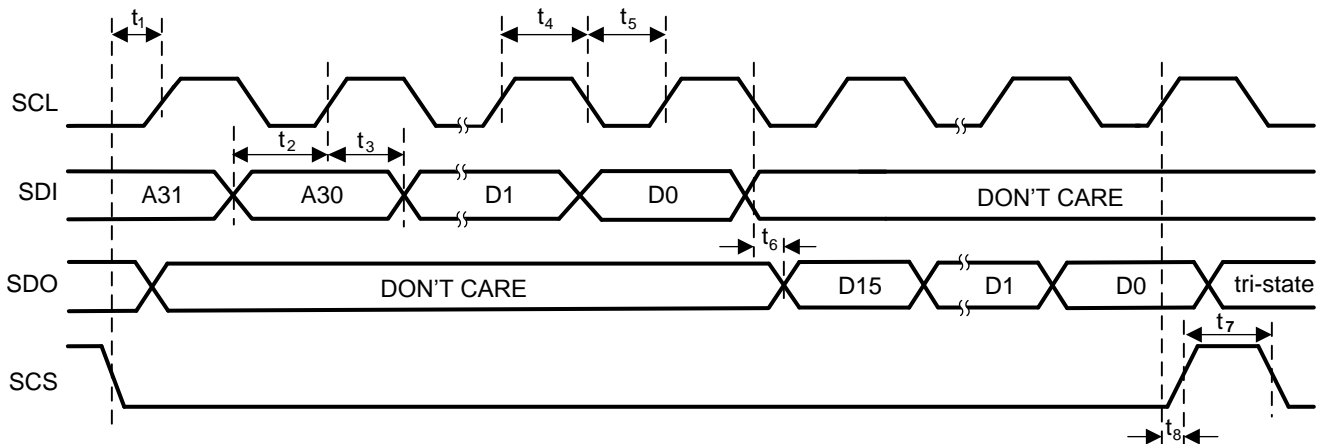 t1 t4 t5
SCL
t2 t3
SDI A31 A30 D1 D0 DON'T CARE
t6
SDO DON'T CARE D15 D1 D0 tri-state
t7
SCS
t8